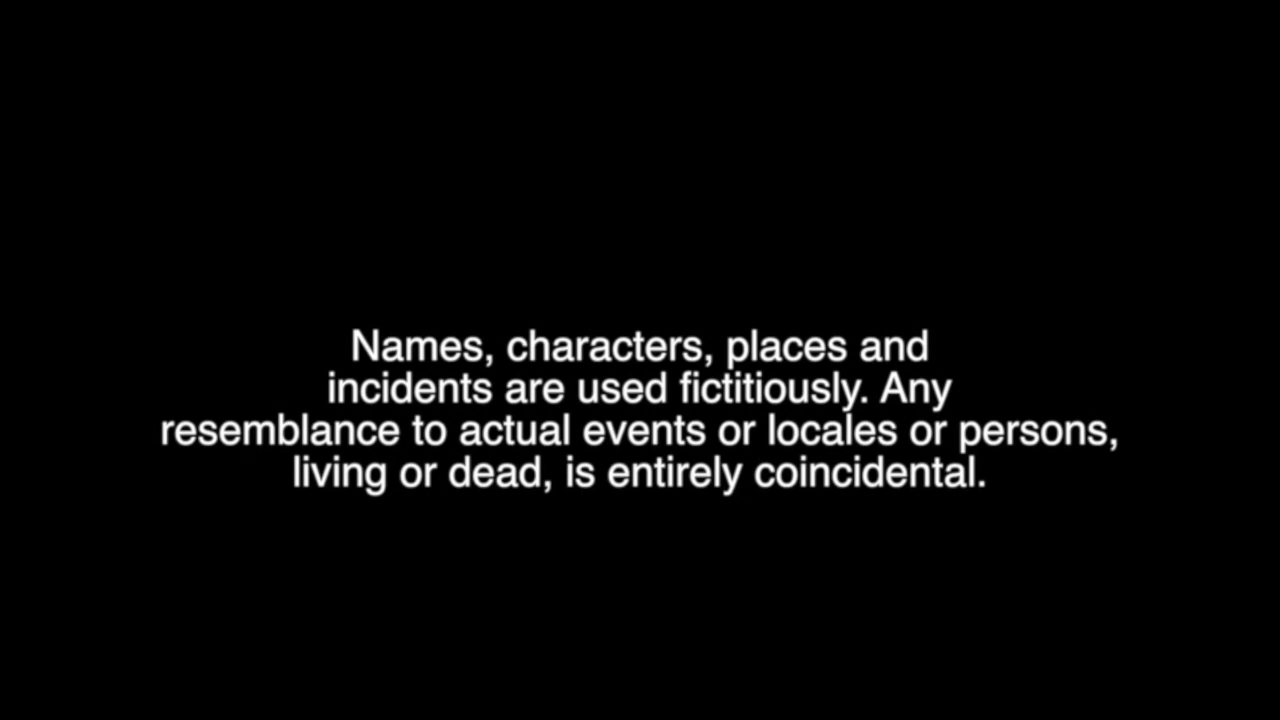 Names, characters, places and
incidents are used fictitiously. Any
resemblance to actual events or locales or persons,
living or dead, is entirely coincidental.